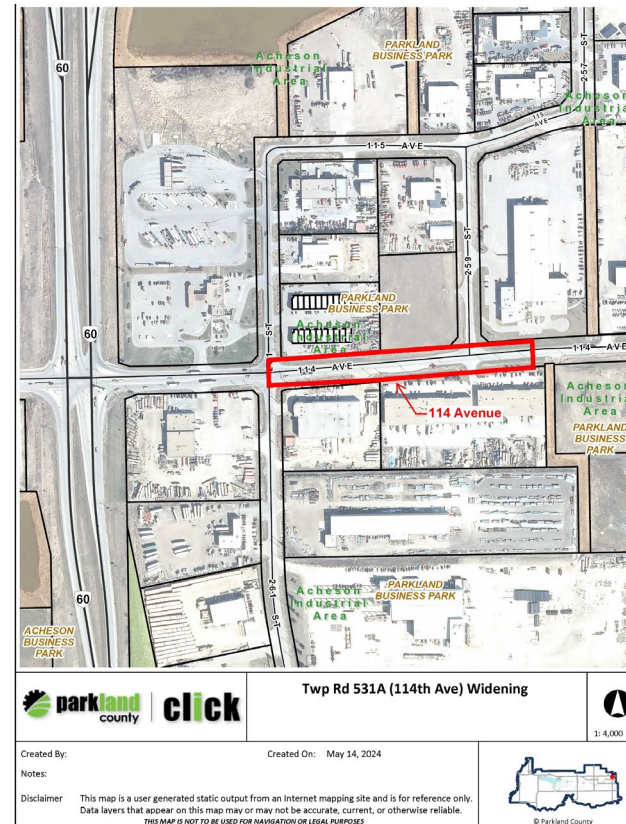 60
PARKLAND
BUSINESS PARK
Acheson
Industrial
Area
257 ST
Acheson
Industria
Area
115 AVE
115
AVE
259 ST
60
PARKLAND
BUSINESS PARK
Acheson
Industrial
Area
ST
114 AVE
114 AVE
114 Avenue
Acheson
Industria
Area
PARKLAND
BUSINESS
PARK
60
261 ST
Acheson
Industrial
Area
PARKLAND
BUSINESS PARK
ACHESON
BUSINESS
PARK
parkland
county
click
Twp Rd 531A (114th Ave) Widening
1: 4,000
Created By:
Created On: May 14, 2024
Notes:
Disclaimer
This map is a user generated static output from an Internet mapping site and is for reference only.
Data layers that appear on this map may or may not be accurate, current, or otherwise reliable.
THIS MAP IS NOT TO BE USED FOR NAVIGATION OR LEGAL PURPOSES
© Parkland County